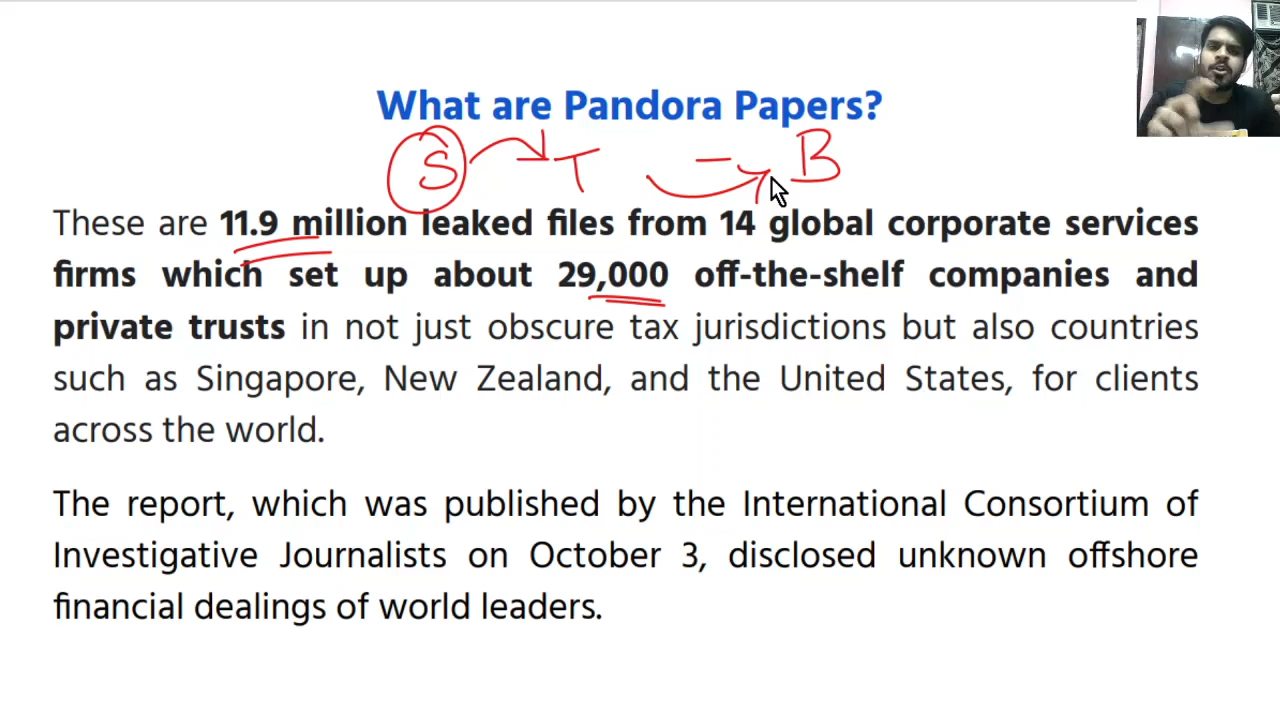 What are Pandora Papers?
S T B
These are 11.9 million leaked files from 14 global corporate services
firms which set up about 29,000 off-the-shelf companies and
private trusts in not just obscure tax jurisdictions but also countries
such as Singapore, New Zealand, and the United States, for clients
across the world.
The report, which was published by the International Consortium of
Investigative Journalists on October 3, disclosed unknown offshore
financial dealings of world leaders.